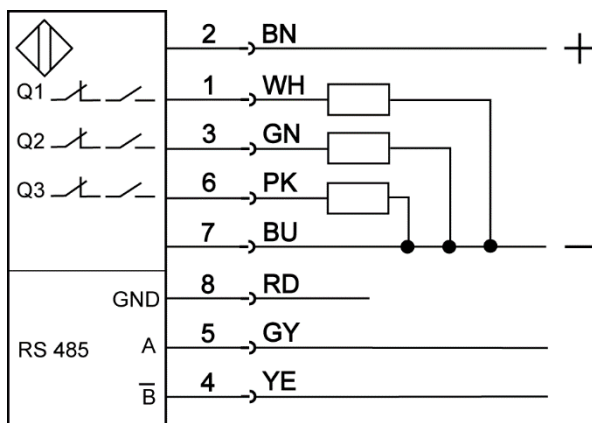 2 BN +
Q1 1 WH
Q2 3 GN
Q3 6 PK
7 BU −
GND 8 RD
RS 485 A 5 GY
B̅ 4 YE